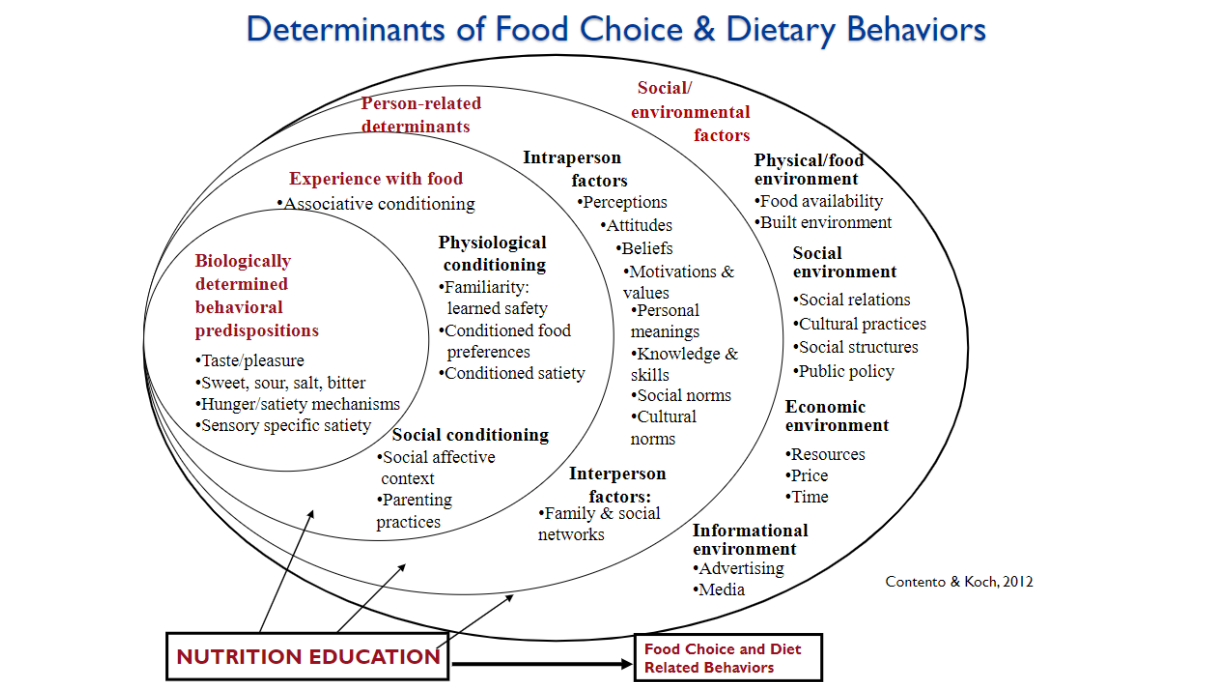 Determinants of Food Choice & Dietary Behaviors
Person-related
determinants
Social/
environmental
factors
Experience with food
•Associative conditioning
Biologically
determined
behavioral
predispositions
•Taste/pleasure
•Sweet, sour, salt, bitter
•Hunger/satiety mechanisms
•Sensory specific satiety
Physiological
conditioning
•Familiarity:
learned safety
•Conditioned food
preferences
•Conditioned satiety
Social conditioning
•Social affective
context
•Parenting
practices
Intraperson
factors
•Perceptions
•Attitudes
•Beliefs
•Motivations &
values
•Personal
meanings
•Knowledge &
skills
•Social norms
•Cultural
norms
Interperson
factors:
•Family & social
networks
Physical/food
environment
•Food availability
•Built environment
Social
environment
•Social relations
•Cultural practices
•Social structures
•Public policy
Economic
environment
•Resources
•Price
•Time
Informational
environment
•Advertising
•Media
Contento & Koch, 2012
NUTRITION EDUCATION
Food Choice and Diet
Related Behaviors